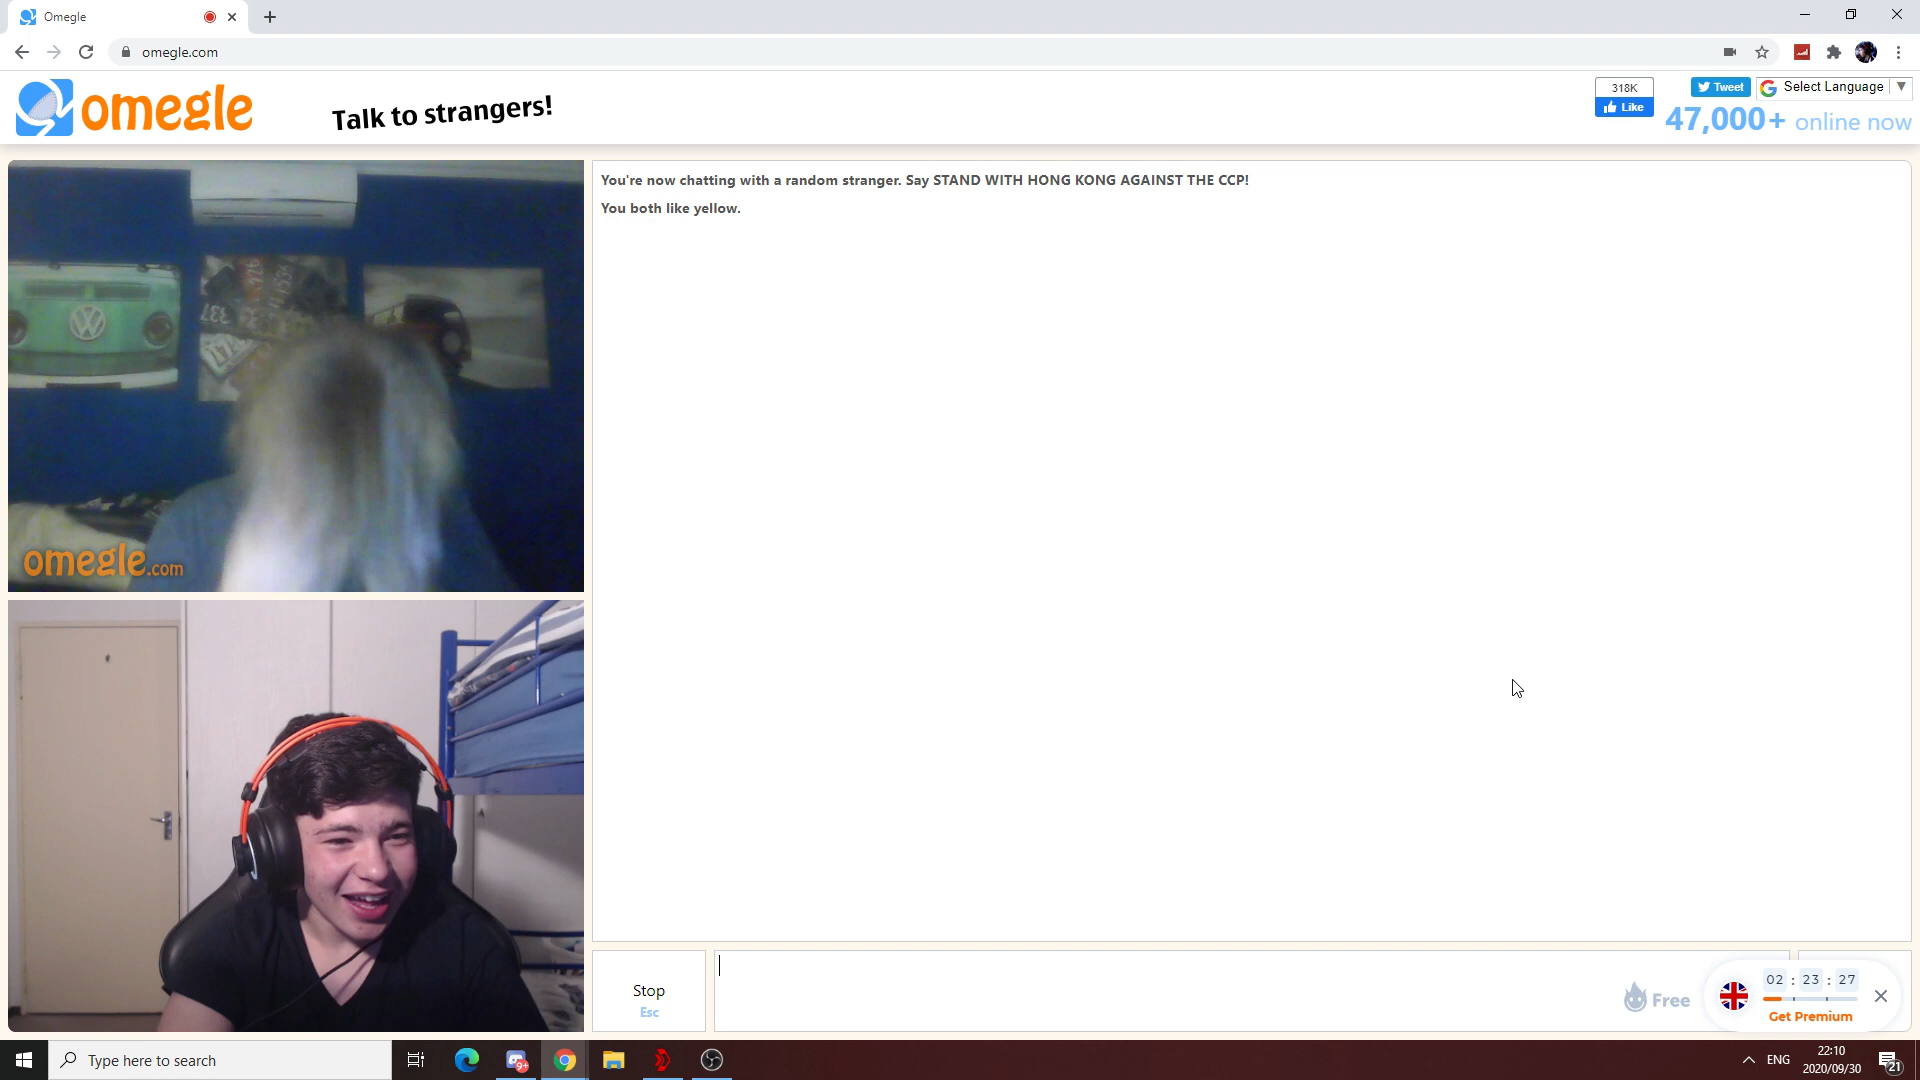 Omegle
omegle.com
omegle
Talk to strangers!
318K
Like
Tweet
Select Language
47,000+ online now
You're now chatting with a random stranger. Say STAND WITH HONG KONG AGAINST THE CCP!
You both like yellow.
omegle.com
Stop
Esc
Free
02 : 23 : 27
Get Premium
Type here to search
9+
ENG
22:10
2020/09/30
21